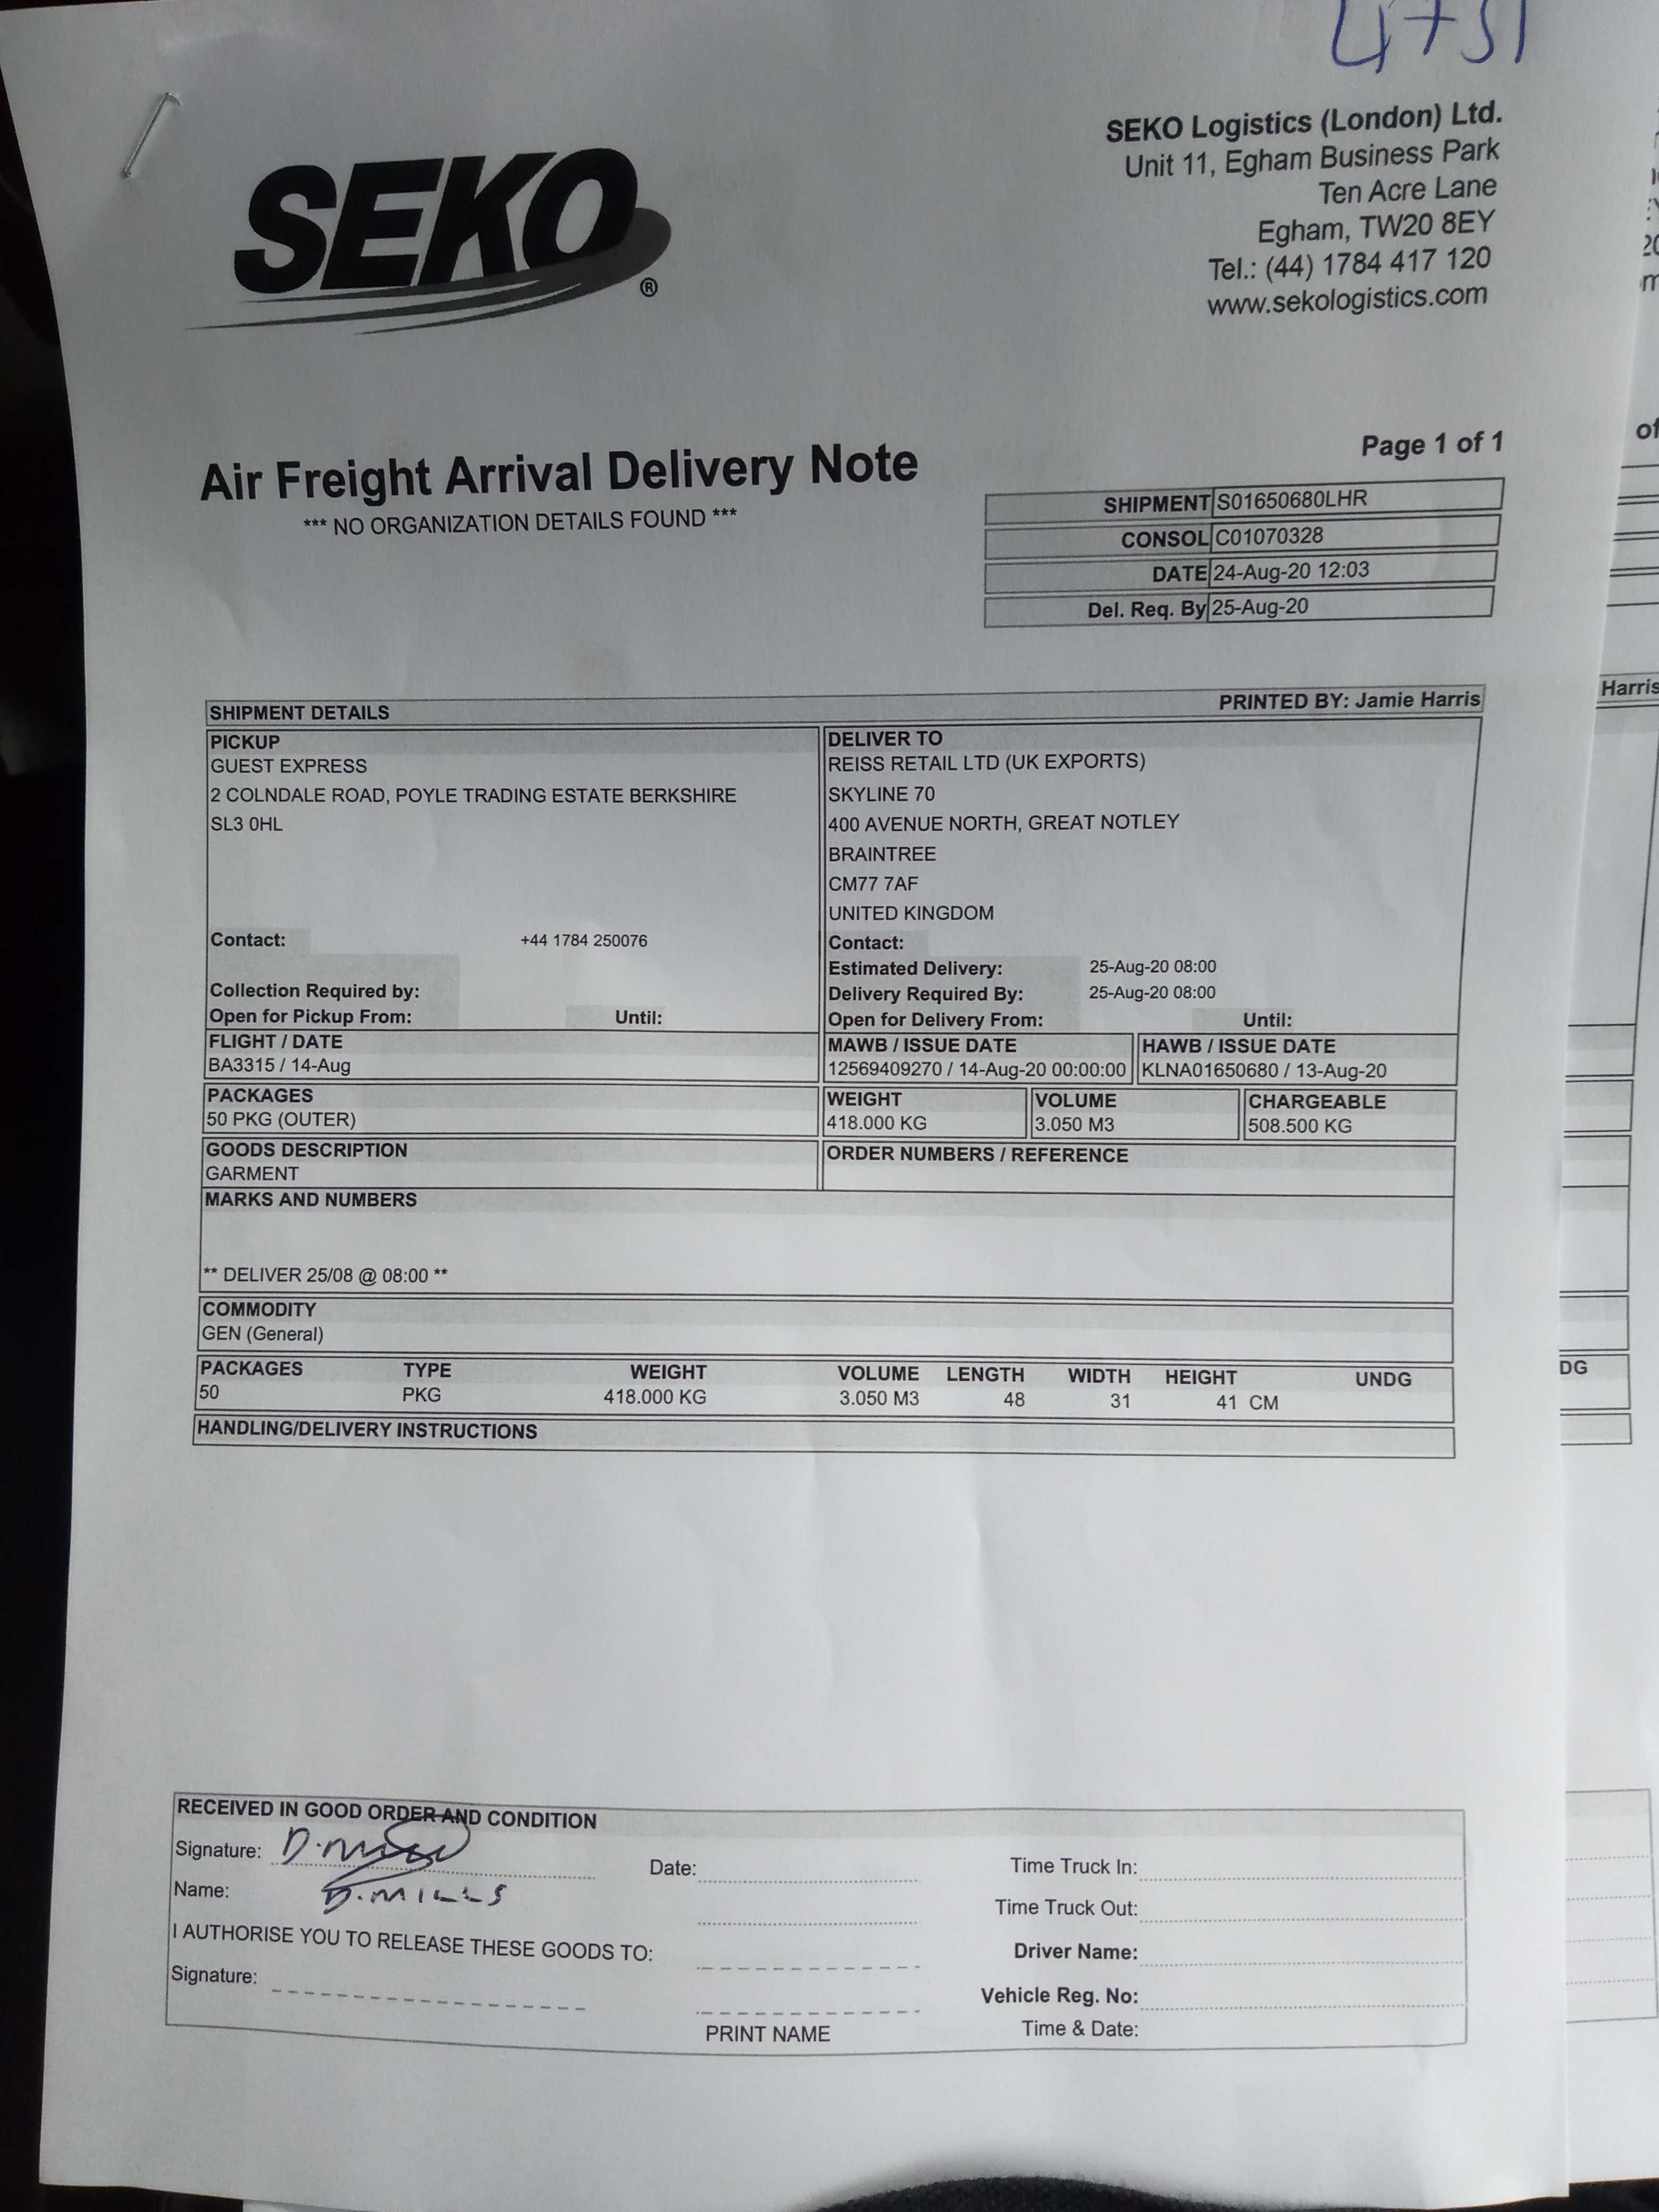 4751
SEKO Logistics (London) Ltd.
Unit 11, Egham Business Park
Ten Acre Lane
Egham, TW20 8EY
Tel.: (44) 1784 417 120
www.sekologistics.com
SEKO®
Page 1 of 1
Air Freight Arrival Delivery Note
*** NO ORGANIZATION DETAILS FOUND ***
SHIPMENT S01650680LHR
CONSOL C01070328
DATE 24-Aug-20 12:03
Del. Req. By 25-Aug-20
SHIPMENT DETAILS PRINTED BY: Jamie Harris
PICKUP
GUEST EXPRESS
2 COLNDALE ROAD, POYLE TRADING ESTATE BERKSHIRE
SL3 0HL
Contact: +44 1784 250076
Collection Required by:
Open for Pickup From: Until:
DELIVER TO
REISS RETAIL LTD (UK EXPORTS)
SKYLINE 70
400 AVENUE NORTH, GREAT NOTLEY
BRAINTREE
CM77 7AF
UNITED KINGDOM
Contact:
Estimated Delivery: 25-Aug-20 08:00
Delivery Required By: 25-Aug-20 08:00
Open for Delivery From: Until:
FLIGHT / DATE
BA3315 / 14-Aug
MAWB / ISSUE DATE
12569409270 / 14-Aug-20 00:00:00
HAWB / ISSUE DATE
KLNA01650680 / 13-Aug-20
PACKAGES
50 PKG (OUTER)
WEIGHT
418.000 KG
VOLUME
3.050 M3
CHARGEABLE
508.500 KG
GOODS DESCRIPTION
GARMENT
ORDER NUMBERS / REFERENCE
MARKS AND NUMBERS
** DELIVER 25/08 @ 08:00 **
COMMODITY
GEN (General)
PACKAGES TYPE WEIGHT VOLUME LENGTH WIDTH HEIGHT UNDG
50 PKG 418.000 KG 3.050 M3 48 31 41 CM
HANDLING/DELIVERY INSTRUCTIONS
RECEIVED IN GOOD ORDER AND CONDITION
Signature: D. Mills
Name: D. MILLS
Date:
I AUTHORISE YOU TO RELEASE THESE GOODS TO:
Signature:
PRINT NAME
Time Truck In:
Time Truck Out:
Driver Name:
Vehicle Reg. No:
Time & Date:
of
Harris
DG